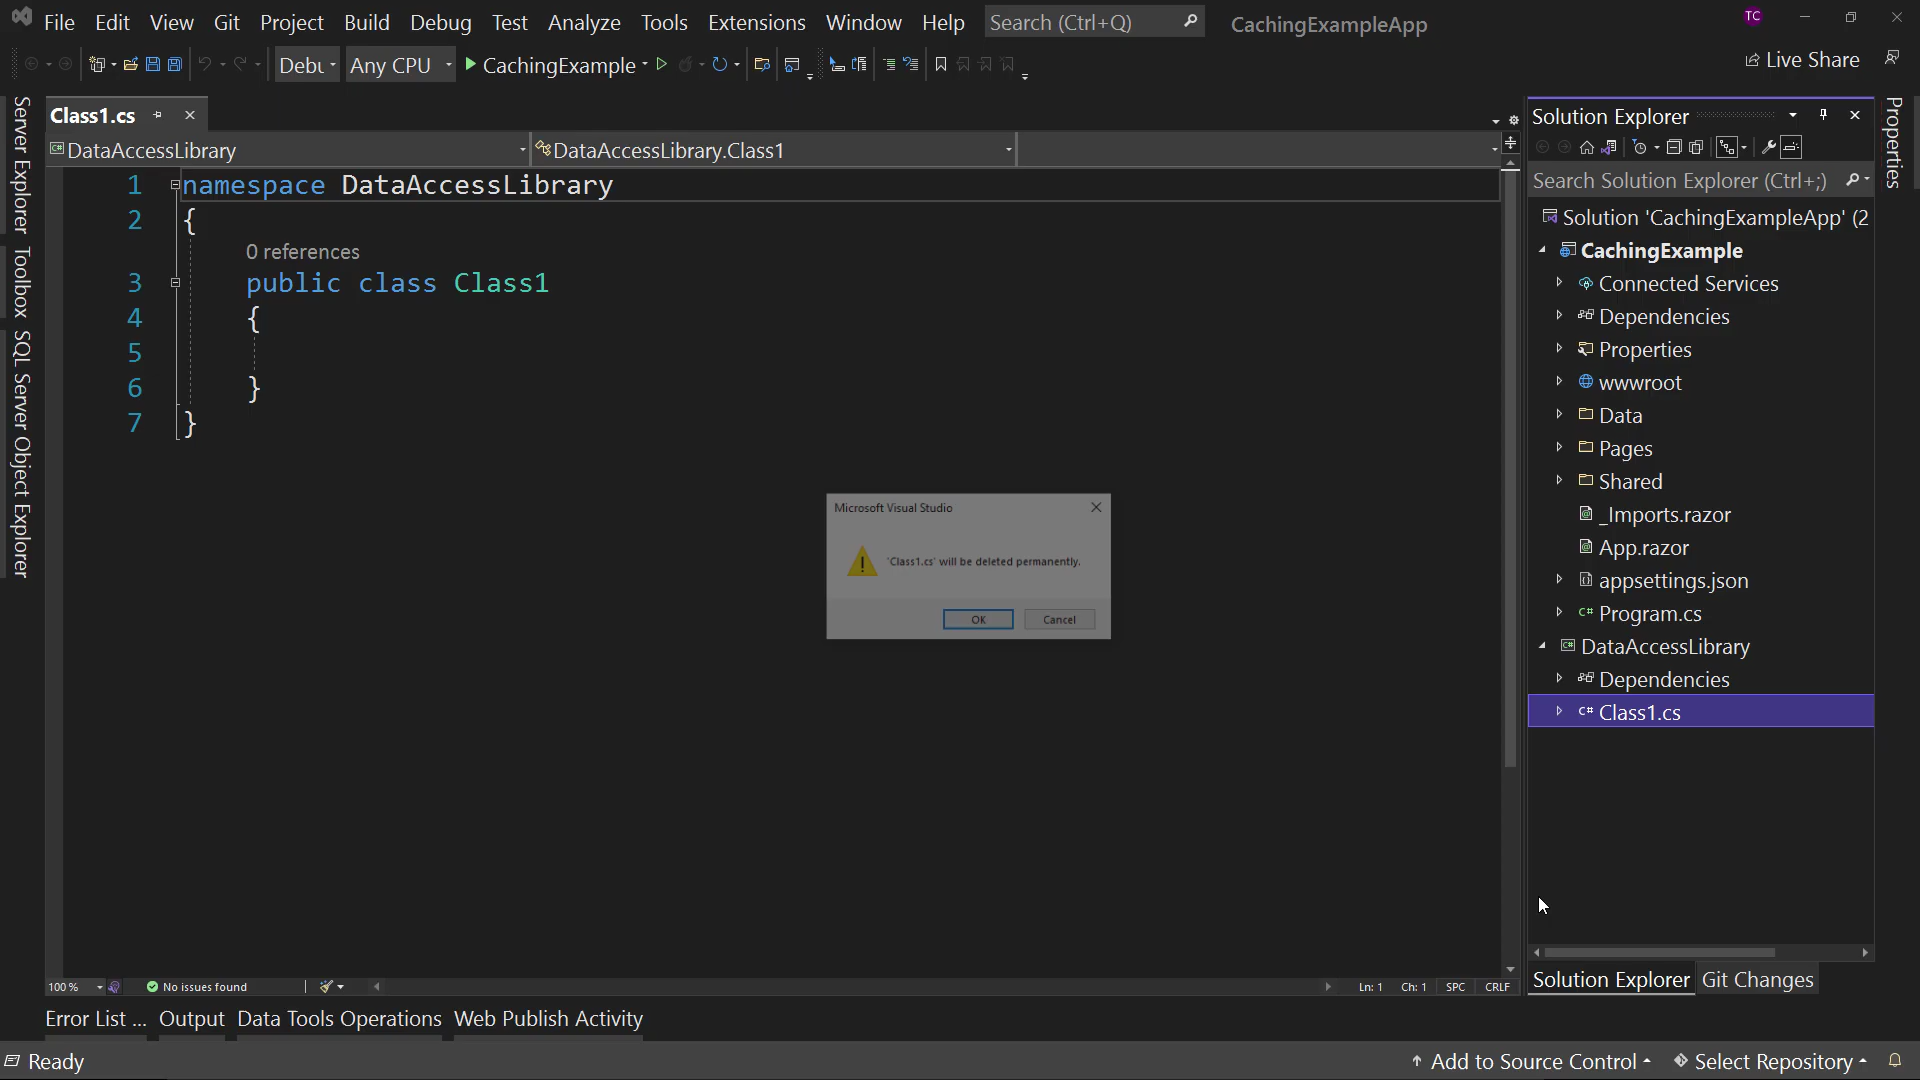 File Edit View Git Project Build Debug Test Analyze Tools Extensions Window Help Search (Ctrl+Q) CachingExampleApp TC
Debu Any CPU CachingExample Live Share
Server Explorer
Toolbox
SQL Server Object Explorer
Class1.cs
DataAccessLibrary DataAccessLibrary.Class1
1 namespace DataAccessLibrary
2 {
0 references
3 public class Class1
4 {
5
6 }
7 }
Microsoft Visual Studio
'Class1.cs' will be deleted permanently.
OK Cancel
100 % No issues found Ln: 1 Ch: 1 SPC CRLF
Solution Explorer
Search Solution Explorer (Ctrl+;)
Solution 'CachingExampleApp' (2
CachingExample
Connected Services
Dependencies
Properties
wwwroot
Data
Pages
Shared
_Imports.razor
App.razor
appsettings.json
C# Program.cs
C# DataAccessLibrary
Dependencies
C# Class1.cs
Solution Explorer Git Changes
Properties
Error List ... Output Data Tools Operations Web Publish Activity
Ready Add to Source Control Select Repository